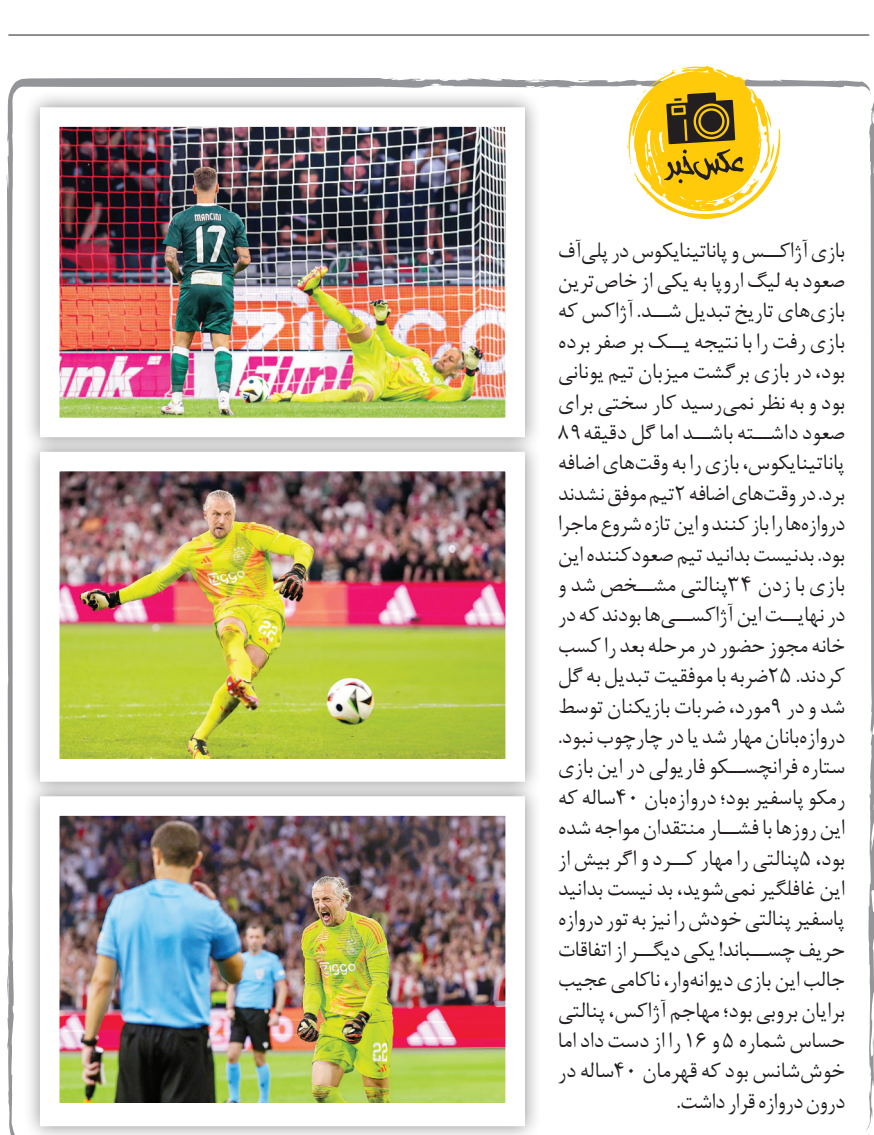 عکس خبر
بازی آژاکس و پاناتینایکوس در پلی‌آف
صعود به لیگ اروپا به یکی از خاص‌ترین
بازی‌های تاریخ تبدیل شد. آژاکس که
بازی رفت را با نتیجه یک بر صفر برده
بود، در بازی برگشت میزبان تیم یونانی
بود و به نظر نمی‌رسید کار سختی برای
صعود داشته باشد اما گل دقیقه ۸۹
پاناتینایکوس، بازی را به وقت‌های اضافه
برد. در وقت‌های اضافه ۲تیم موفق نشدند
دروازه‌ها را باز کنند و این تازه شروع ماجرا
بود. بدنیست بدانید تیم صعودکننده این
بازی با زدن ۳۴پنالتی مشخص شد و
در نهایت این آژاکسی‌ها بودند که در
خانه مجوز حضور در مرحله بعد را کسب
کردند. ۲۵ضربه با موفقیت تبدیل به گل
شد و در ۹مورد، ضربات بازیکنان توسط
دروازه‌بانان مهار شد یا در چارچوب نبود.
ستاره فرانچسکو فاریولی در این بازی
رمکو پاسفیر بود؛ دروازه‌بان ۴۰ساله که
این روزها با فشار منتقدان مواجه شده
بود، ۵پنالتی را مهار کرد و اگر بیش از
این غافلگیر نمی‌شوید، بد نیست بدانید
پاسفیر پنالتی خودش را نیز به تور دروازه
حریف چسباند! یکی دیگر از اتفاقات
جالب این بازی دیوانه‌وار، ناکامی عجیب
برایان بروبی بود؛ مهاجم آژاکس، پنالتی
حساس شماره ۵ و ۱۶ را از دست داد اما
خوش‌شانس بود که قهرمان ۴۰ساله در
درون دروازه قرار داشت.
MANCINI
17
Ziggo
22
Ziggo
22